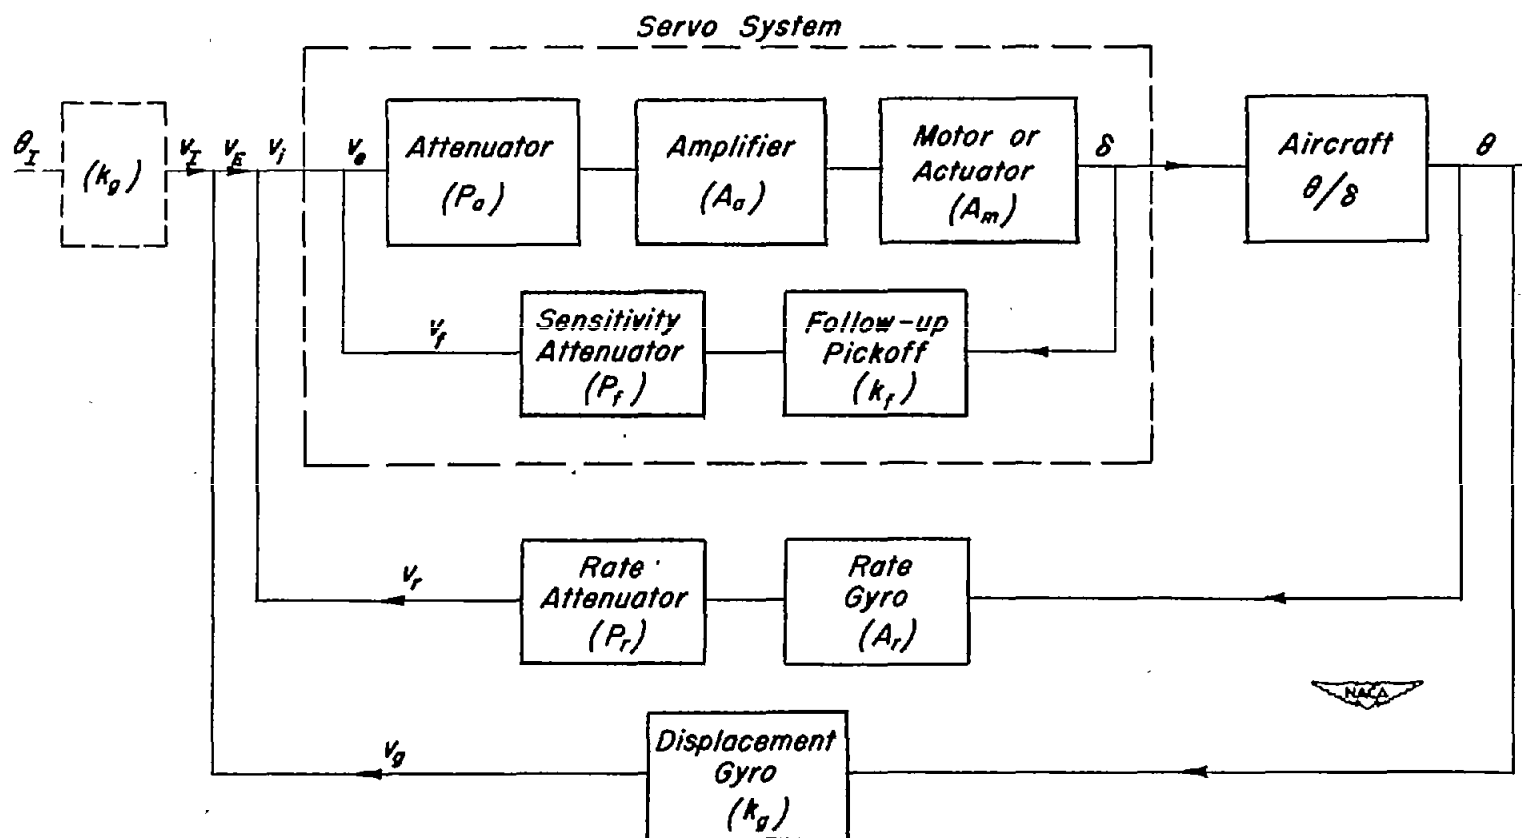 Servo System
θ_I
(k_g)
v_I
v_E
v_i
v_e
Attenuator
(P_a)
Amplifier
(A_a)
Motor or
Actuator
(A_m)
δ
Aircraft
θ/δ
θ
v_f
Sensitivity
Attenuator
(P_f)
Follow-up
Pickoff
(k_f)
v_r
Rate
Attenuator
(P_r)
Rate
Gyro
(A_r)
NACA
v_g
Displacement
Gyro
(k_g)